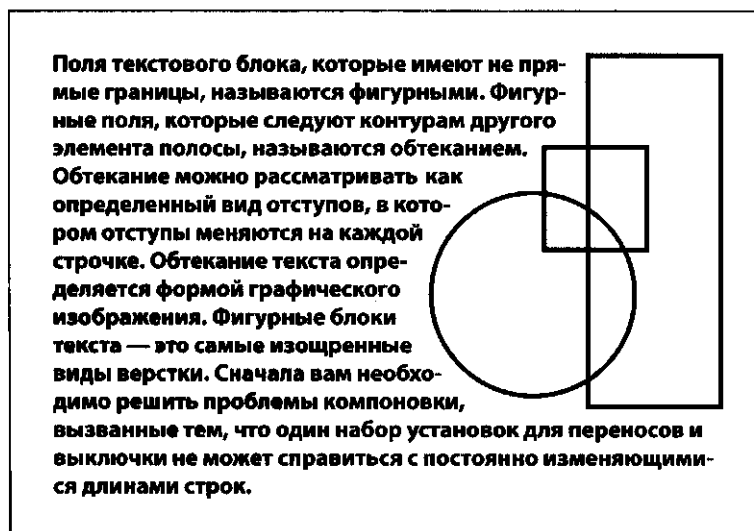 Поля текстового блока, которые имеют не пря-
мые границы, называются фигурными. Фигур-
ные поля, которые следуют контурам другого
элемента полосы, называются обтеканием.
Обтекание можно рассматривать как
определенный вид отступов, в кото-
ром отступы меняются на каждой
строчке. Обтекание текста опре-
деляется формой графического
изображения. Фигурные блоки
текста — это самые изощренные
виды верстки. Сначала вам необхо-
димо решить проблемы компоновки,
вызванные тем, что один набор установок для переносов и
выключки не может справиться с постоянно изменяющими-
ся длинами строк.